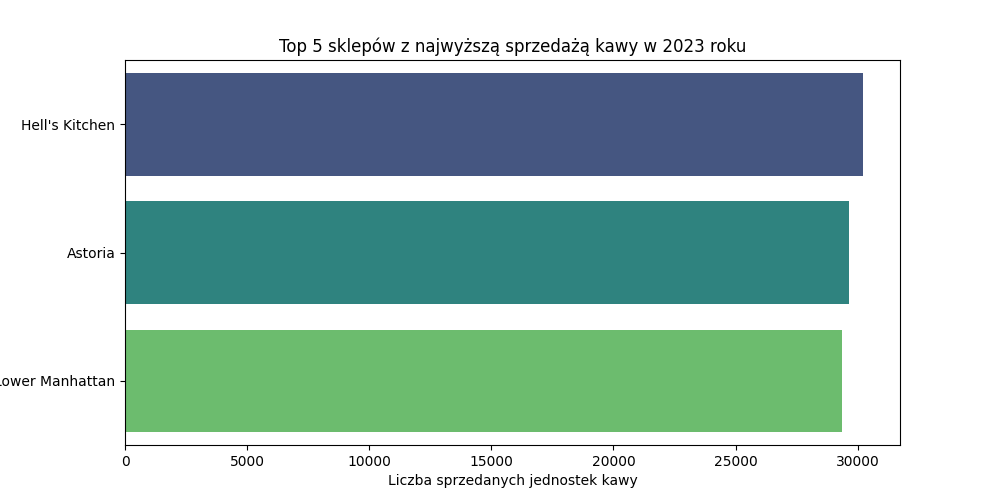 Top 5 sklepów z najwyższą sprzedażą kawy w 2023 roku
Hell's Kitchen
Astoria
Lower Manhattan
0 5000 10000 15000 20000 25000 30000
Liczba sprzedanych jednostek kawy